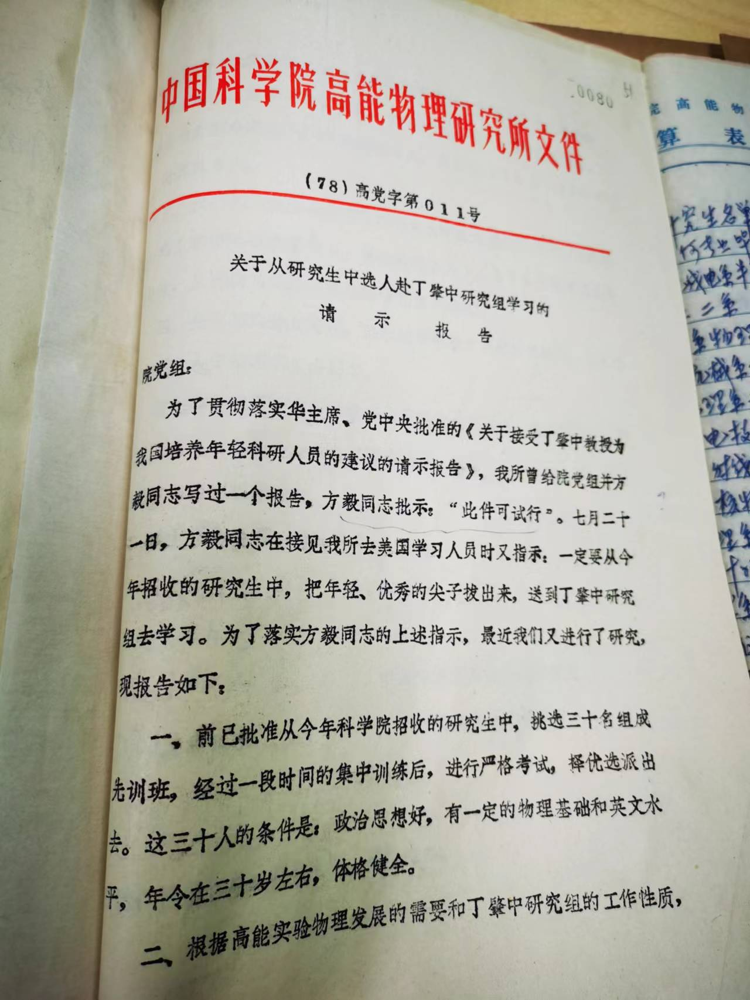 中国科学院高能物理研究所文件
00080
(78)高党字第011号
关于从研究生中选人赴丁肇中研究组学习的
请示报告
院党组：
为了贯彻落实华主席、党中央批准的《关于接受丁肇中教授为
我国培养年轻科研人员的建议的请示报告》，我所曾给院党组并方
毅同志写过一个报告，方毅同志批示：“此件可试行”。七月二十
一日，方毅同志在接见我所去美国学习人员时又指示：一定要从今
年招收的研究生中，把年轻、优秀的尖子拔出来，送到丁肇中研究
组去学习。为了落实方毅同志的上述指示，最近我们又进行了研究，
现报告如下：
一，前已批准从今年科学院招收的研究生中，挑选三十名组成
先训班，经过一段时间的集中训练后，进行严格考试，择优选派出
去。这三十人的条件是：政治思想好，有一定的物理基础和英文水
平，年令在三十岁左右，体格健全。
二、根据高能实验物理发展的需要和丁肇中研究组的工作性质，
高能物
算表
究生名单